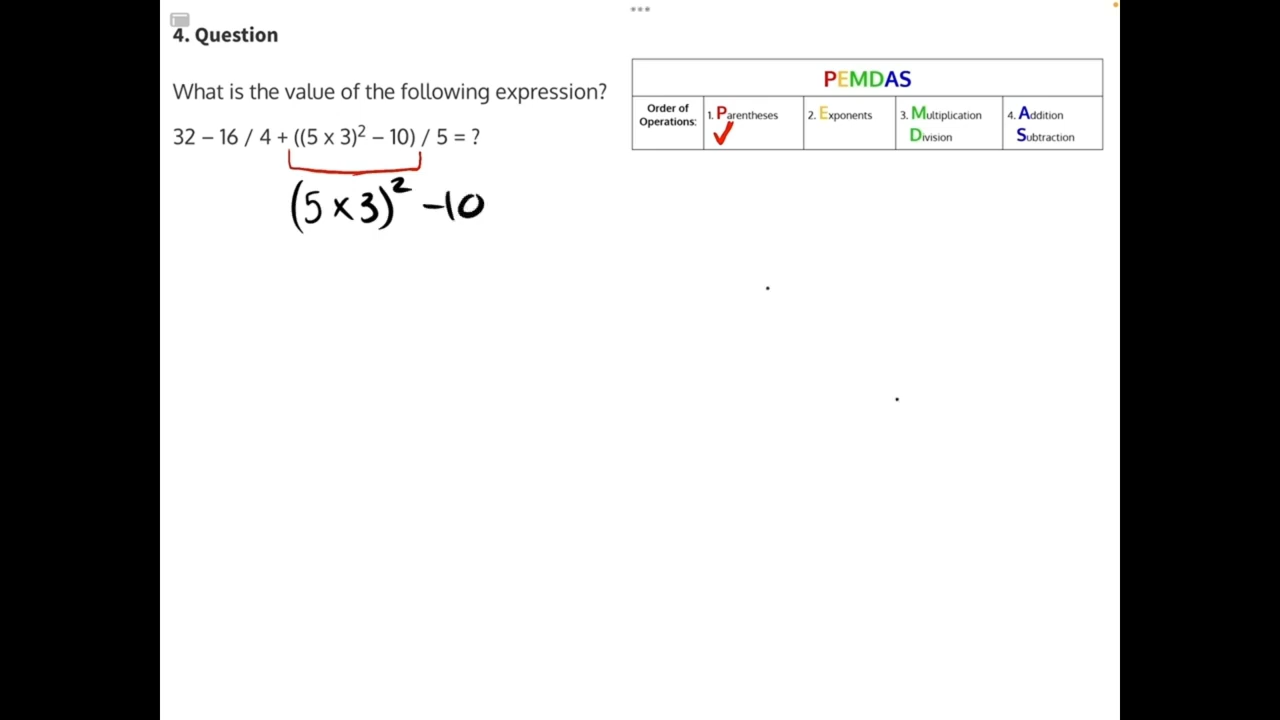 4. Question
What is the value of the following expression?
32 – 16 / 4 + ((5 x 3)² – 10) / 5 = ?
(5 x 3)² -10
PEMDAS
Order of Operations:
1. Parentheses
2. Exponents
3. Multiplication
Division
4. Addition
Subtraction